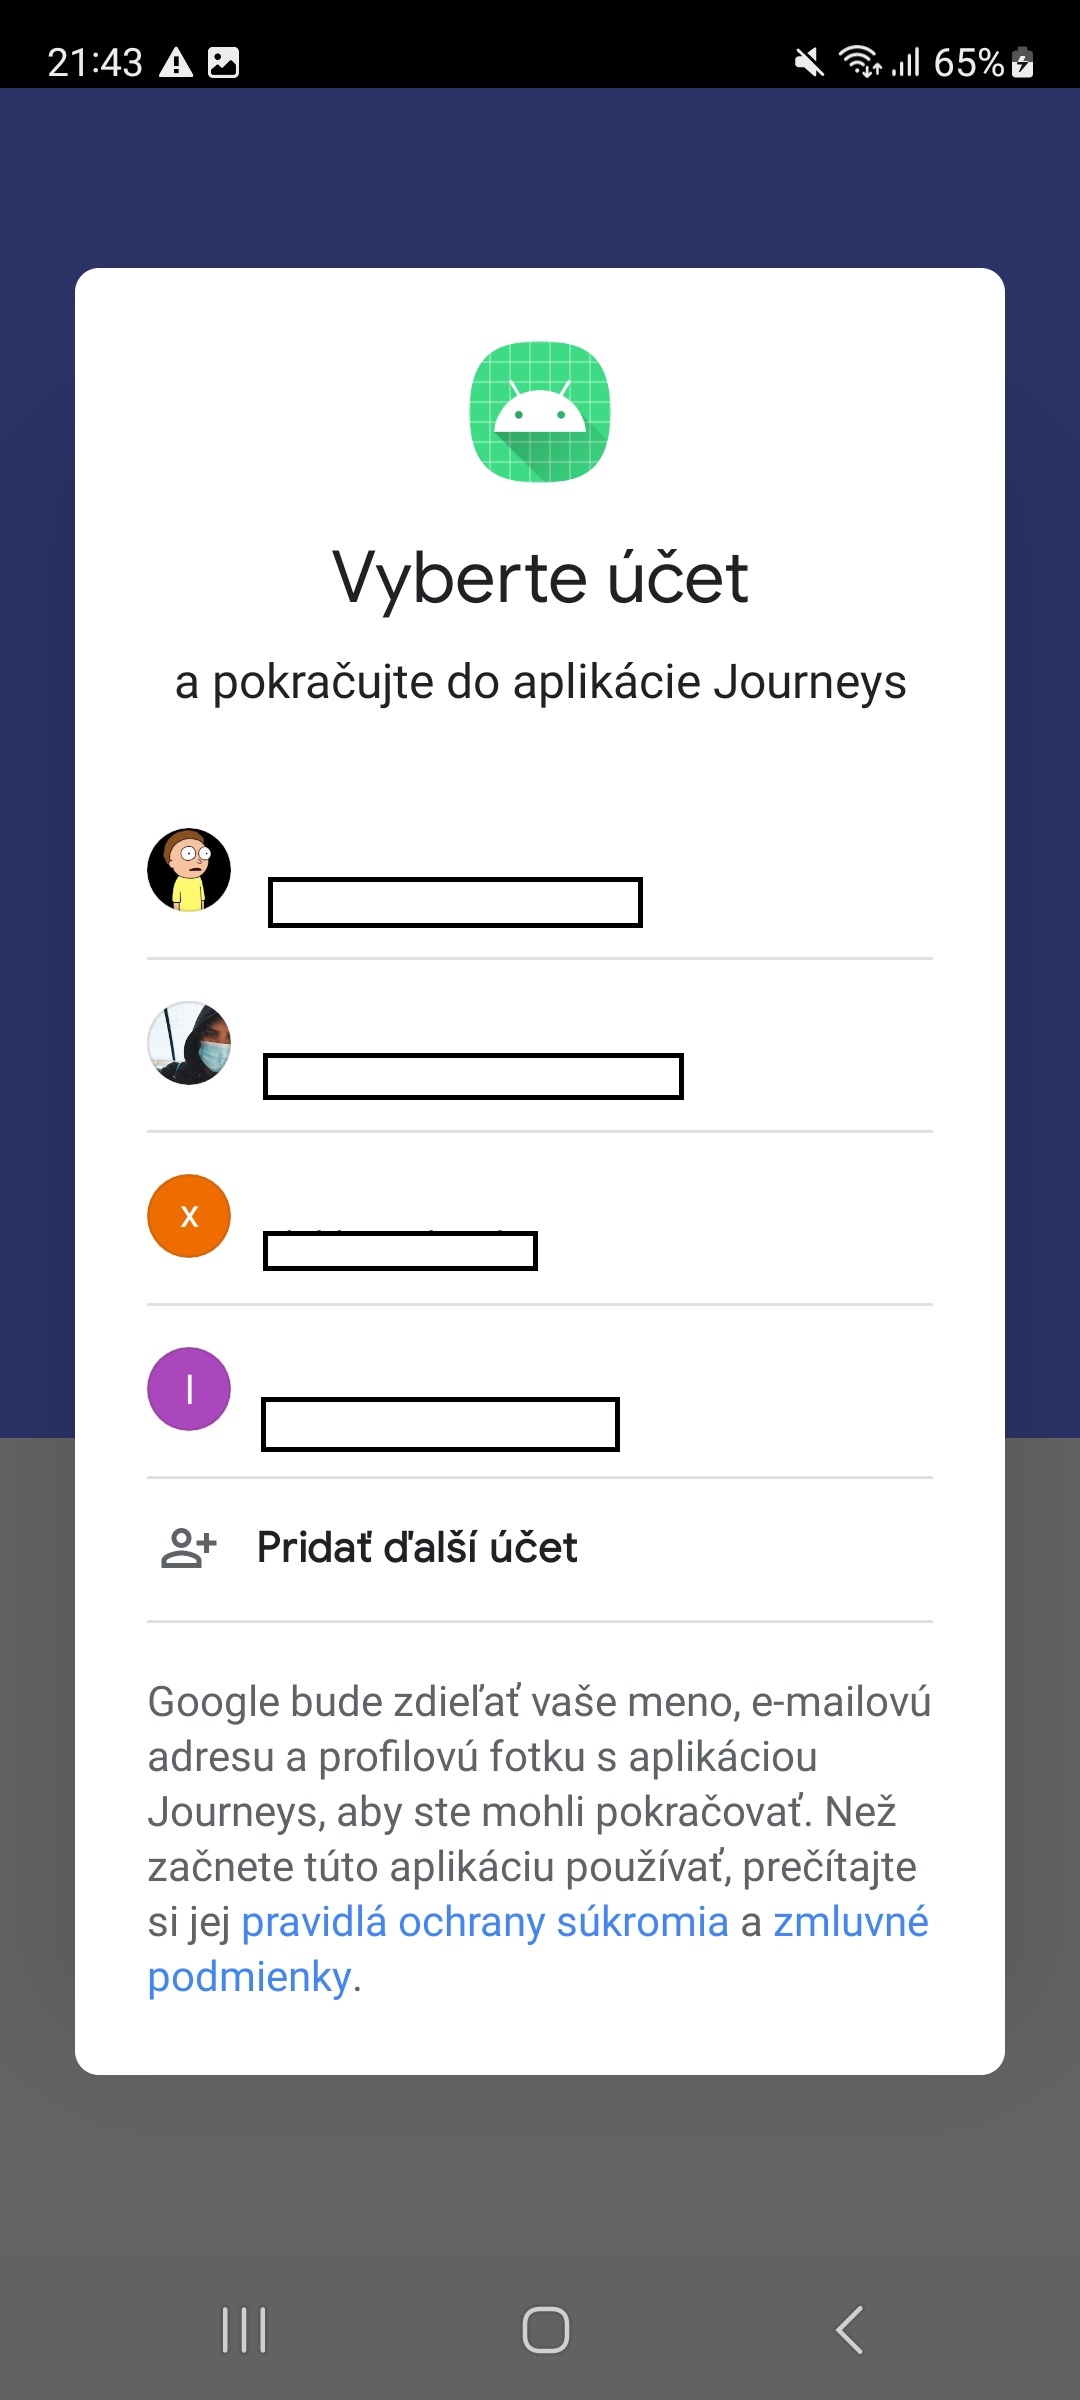 21:43
65%
Vyberte účet
a pokračujte do aplikácie Journeys
x
l
Pridať ďalší účet
Google bude zdieľať vaše meno, e-mailovú
adresu a profilovú fotku s aplikáciou
Journeys, aby ste mohli pokračovať. Než
začnete túto aplikáciu používať, prečítajte
si jej pravidlá ochrany súkromia a zmluvné
podmienky.